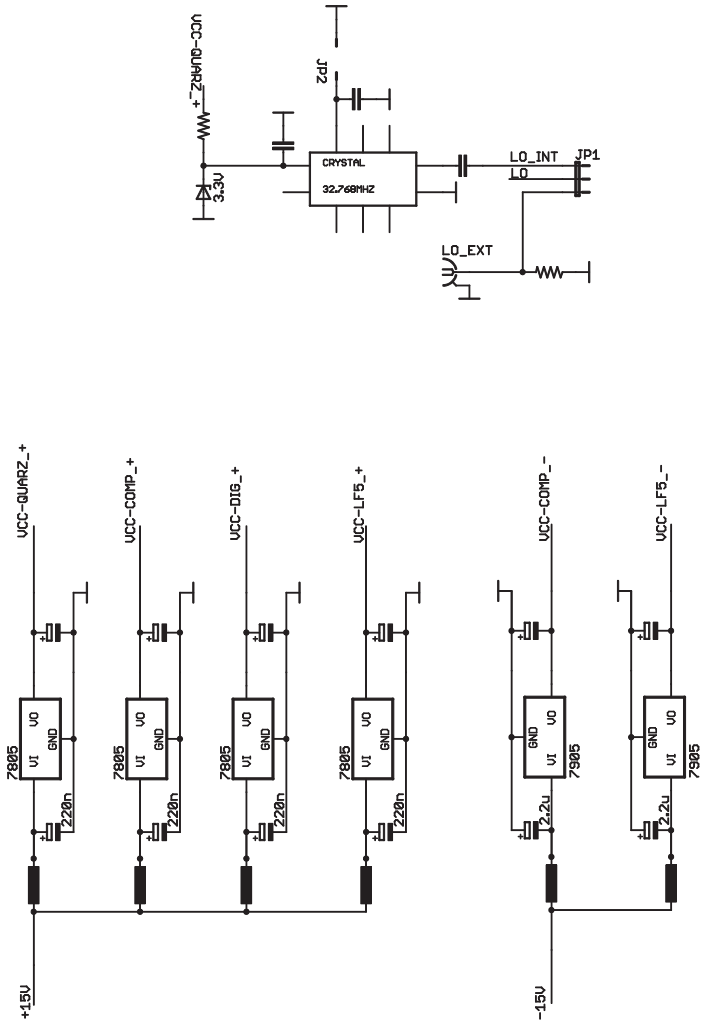 VCC-QUARZ_+
JP2
3.3V
CRYSTAL
32.768MHZ
LO_INT
LO
JP1
LO_EXT
VCC-QUARZ_+
VCC-COMP_+
VCC-DIG_+
VCC-LF5_+
VCC-COMP_-
VCC-LF5_-
+
+
+
+
+
+
7805
VI
VO
GND
7805
VI
VO
GND
7805
VI
VO
GND
7805
VI
VO
GND
7905
VI
VO
GND
7905
VI
VO
GND
+
220n
+
220n
+
220n
+
220n
+
2.2u
+
2.2u
+15V
-15V